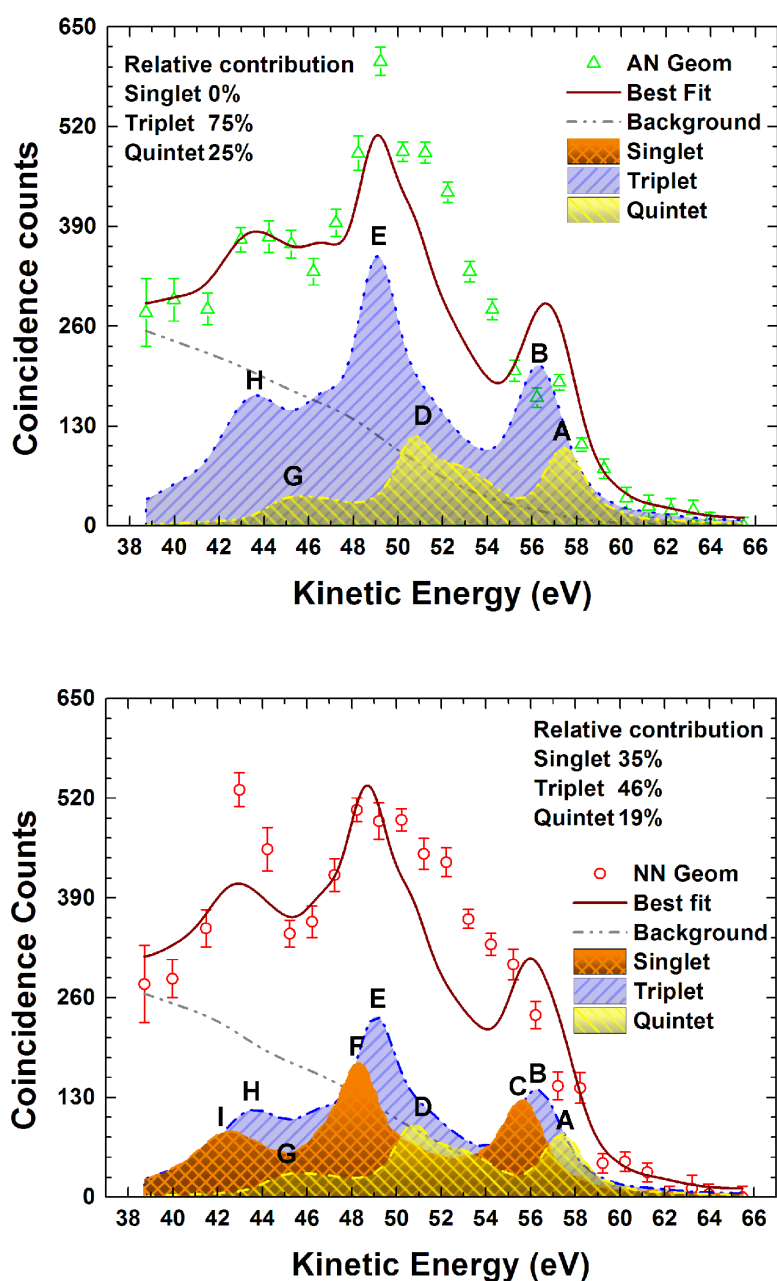 650
520
390
260
130
0
Coincidence counts
Relative contribution
Singlet 0%
Triplet 75%
Quintet 25%
AN Geom
Best Fit
Background
Singlet
Triplet
Quintet
E
B
H
D
A
G
38 40 42 44 46 48 50 52 54 56 58 60 62 64 66
Kinetic Energy (eV)
650
520
390
260
130
0
Coincidence Counts
Relative contribution
Singlet 35%
Triplet 46%
Quintet 19%
NN Geom
Best fit
Background
Singlet
Triplet
Quintet
E
F
B
H
C
I
D
A
G
38 40 42 44 46 48 50 52 54 56 58 60 62 64 66
Kinetic Energy (eV)